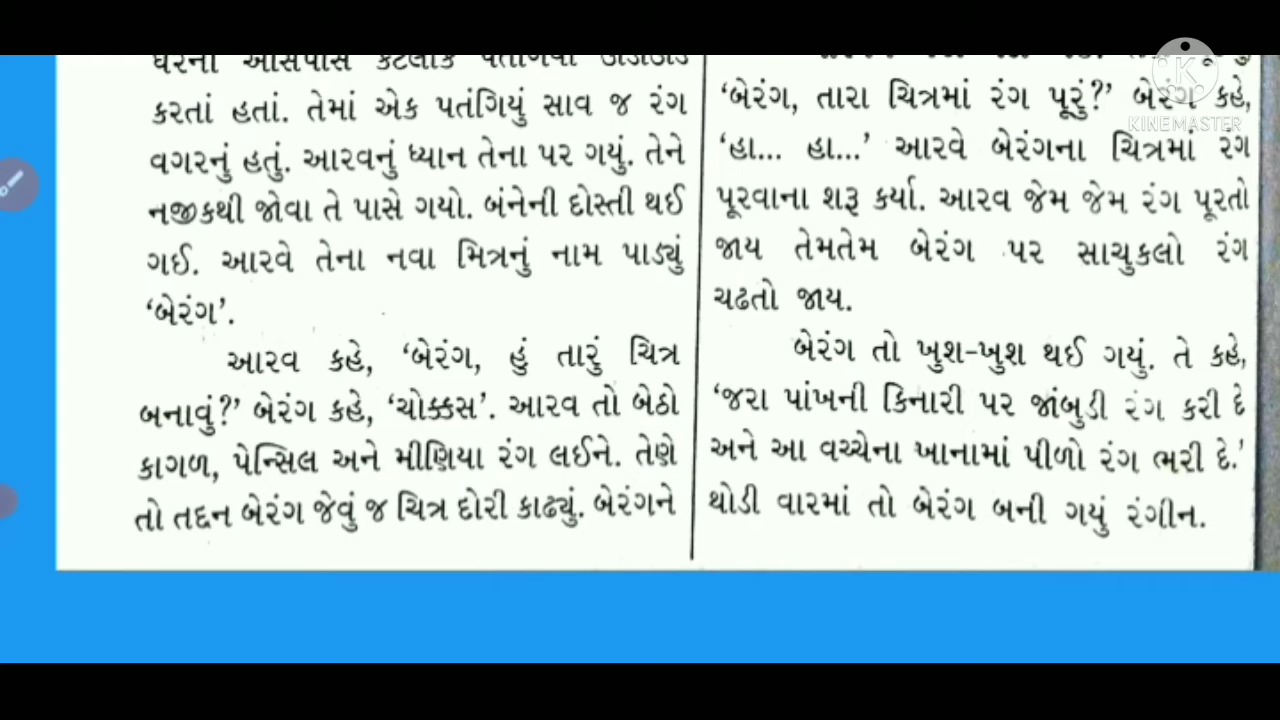 કરતાં હતાં. તેમાં એક પતંગિયું સાવ જ રંગ
વગરનું હતું. આરવનું ધ્યાન તેના પર ગયું. તેને
નજીકથી જોવા તે પાસે ગયો. બંનેની દોસ્તી થઈ
ગઈ. આરવે તેના નવા મિત્રનું નામ પાડ્યું
‘બેરંગ’.
આરવ કહે, ‘બેરંગ, હું તારું ચિત્ર
બનાવું?’ બેરંગ કહે, ‘ચોક્કસ’. આરવ તો બેઠો
કાગળ, પેન્સિલ અને મીણિયા રંગ લઈને. તેણે
તો તદ્દન બેરંગ જેવું જ ચિત્ર દોરી કાઢ્યું. બેરંગને
‘બેરંગ, તારા ચિત્રમાં રંગ પૂરું?’ બેરંગ કહે,
‘હા... હા...’ આરવે બેરંગના ચિત્રમાં રંગ
પૂરવાના શરૂ કર્યા. આરવ જેમ જેમ રંગ પૂરતો
જાય તેમતેમ બેરંગ પર સાચુકલો રંગ
ચઢતો જાય.
બેરંગ તો ખુશ-ખુશ થઈ ગયું. તે કહે,
‘જરા પાંખની કિનારી પર જાંબુડી રંગ કરી દે
અને આ વચ્ચેના ખાનામાં પીળો રંગ ભરી દે.’
થોડી વારમાં તો બેરંગ બની ગયું રંગીન.
K
KINEMASTER